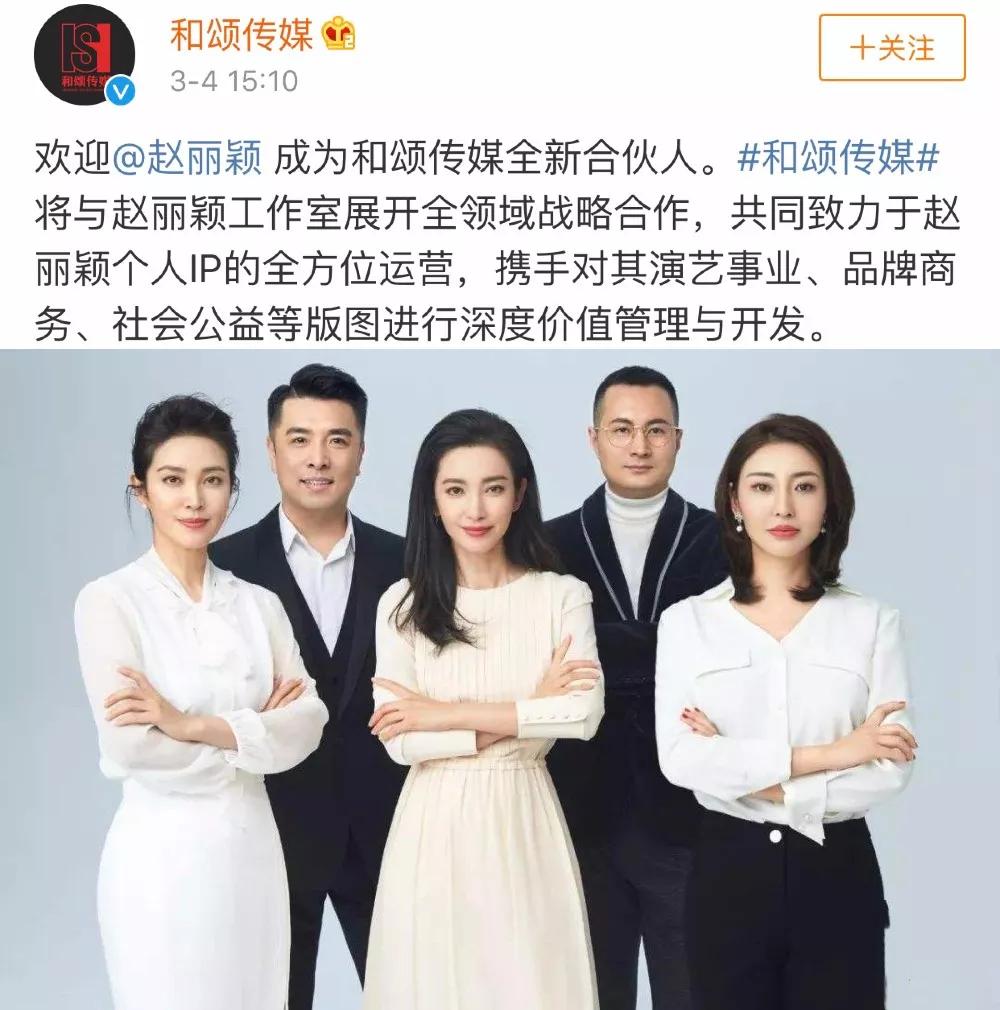 和颂传媒
和颂传媒
3-4 15:10
十关注
欢迎@赵丽颖 成为和颂传媒全新合伙人。#和颂传媒#
将与赵丽颖工作室展开全领域战略合作，共同致力于赵
丽颖个人IP的全方位运营，携手对其演艺事业、品牌商
务、社会公益等版图进行深度价值管理与开发。